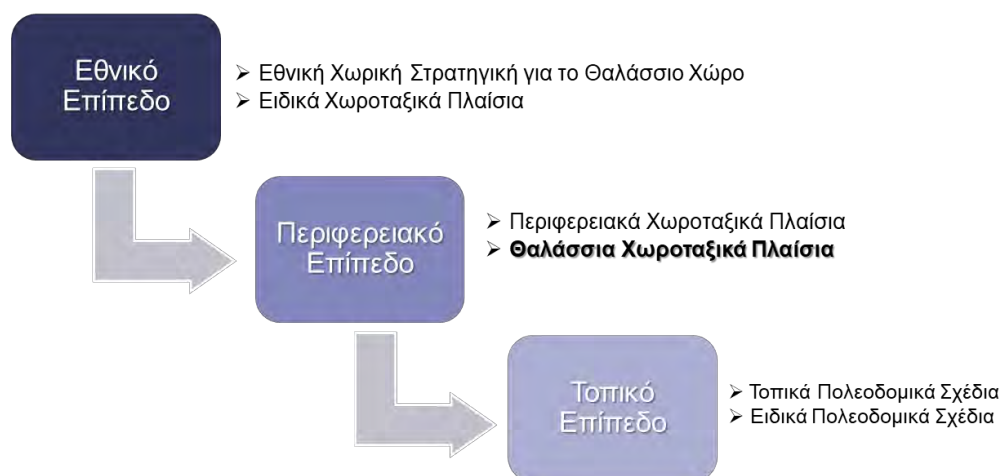 Εθνικό
Επίπεδο
➢ Εθνική Χωρική Στρατηγική για το Θαλάσσιο Χώρο
➢ Ειδικά Χωροταξικά Πλαίσια
Περιφερειακό
Επίπεδο
➢ Περιφερειακά Χωροταξικά Πλαίσια
➢ Θαλάσσια Χωροταξικά Πλαίσια
Τοπικό
Επίπεδο
➢ Τοπικά Πολεοδομικά Σχέδια
➢ Ειδικά Πολεοδομικά Σχέδια